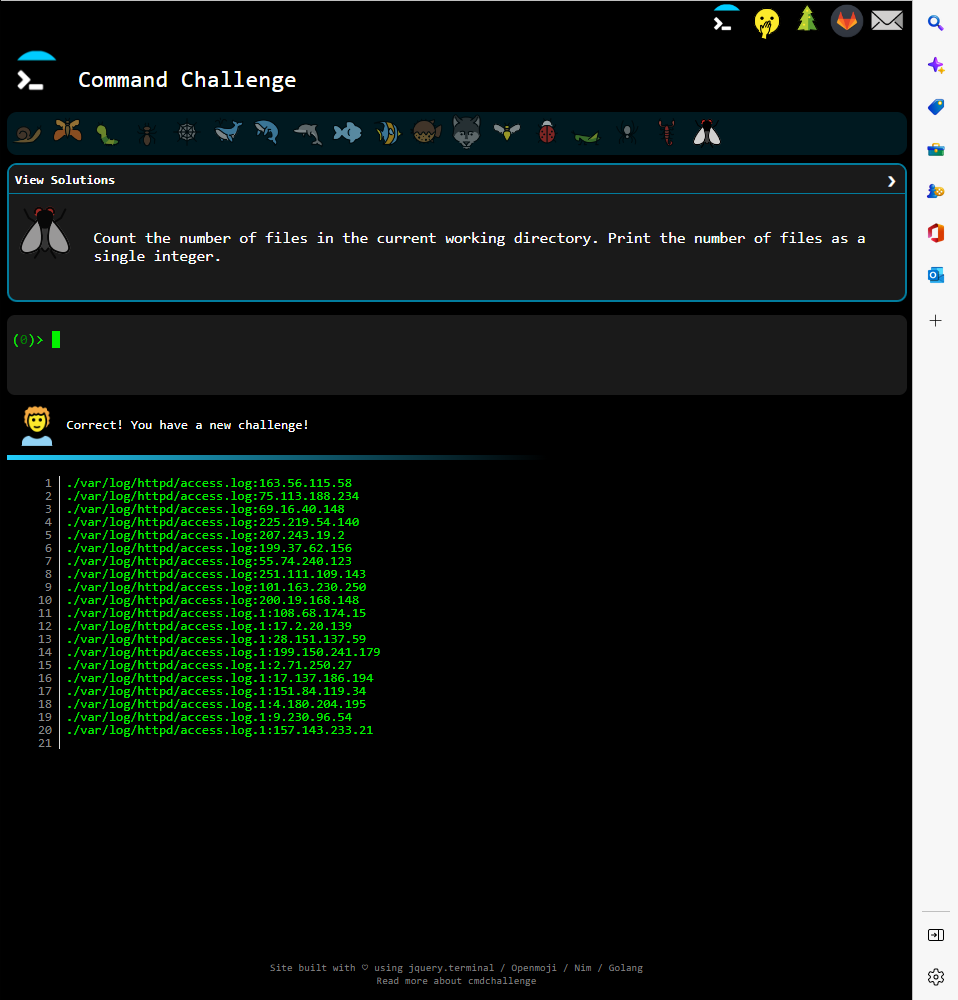 Command Challenge
View Solutions
Count the number of files in the current working directory. Print the number of files as a
single integer.
(0)>
Correct! You have a new challenge!
1 ./var/log/httpd/access.log:163.56.115.58
2 ./var/log/httpd/access.log:75.113.188.234
3 ./var/log/httpd/access.log:69.16.40.148
4 ./var/log/httpd/access.log:225.219.54.140
5 ./var/log/httpd/access.log:207.243.19.2
6 ./var/log/httpd/access.log:199.37.62.156
7 ./var/log/httpd/access.log:55.74.240.123
8 ./var/log/httpd/access.log:251.111.109.143
9 ./var/log/httpd/access.log:101.163.230.250
10 ./var/log/httpd/access.log:200.19.168.148
11 ./var/log/httpd/access.log.1:108.68.174.15
12 ./var/log/httpd/access.log.1:17.2.20.139
13 ./var/log/httpd/access.log.1:28.151.137.59
14 ./var/log/httpd/access.log.1:199.150.241.179
15 ./var/log/httpd/access.log.1:2.71.250.27
16 ./var/log/httpd/access.log.1:17.137.186.194
17 ./var/log/httpd/access.log.1:151.84.119.34
18 ./var/log/httpd/access.log.1:4.180.204.195
19 ./var/log/httpd/access.log.1:9.230.96.54
20 ./var/log/httpd/access.log.1:157.143.233.21
21
Site built with ♡ using jquery.terminal / Openmoji / Nim / Golang
Read more about cmdchallenge